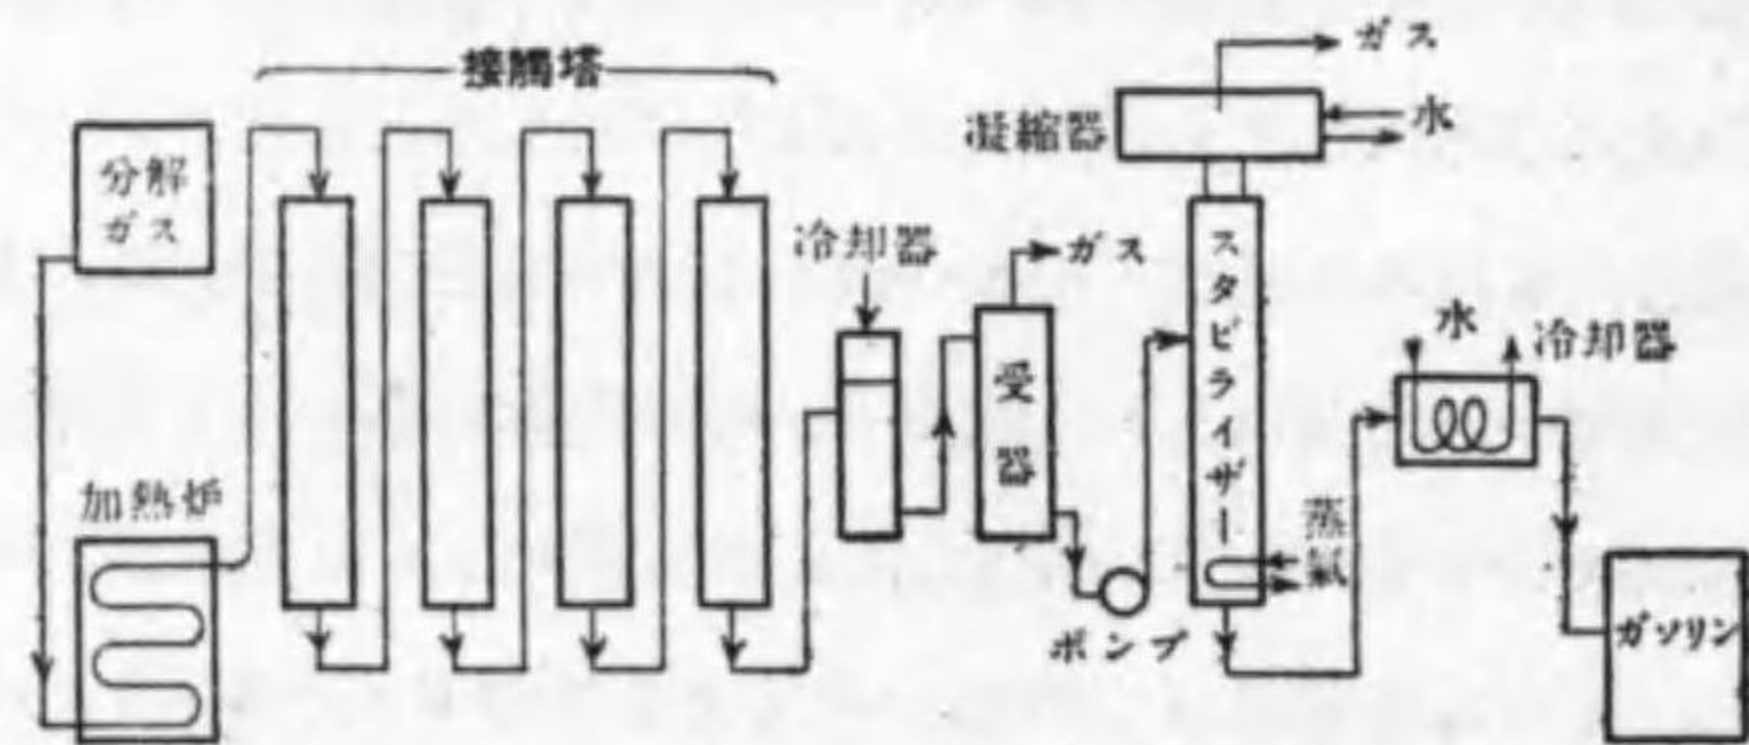 接觸塔
分解
ガス
加熱炉
冷却器
ガス
受器
ポンプ
ガス
凝縮器
水
スタビライザー
蒸氣
水
冷却器
ガソリン